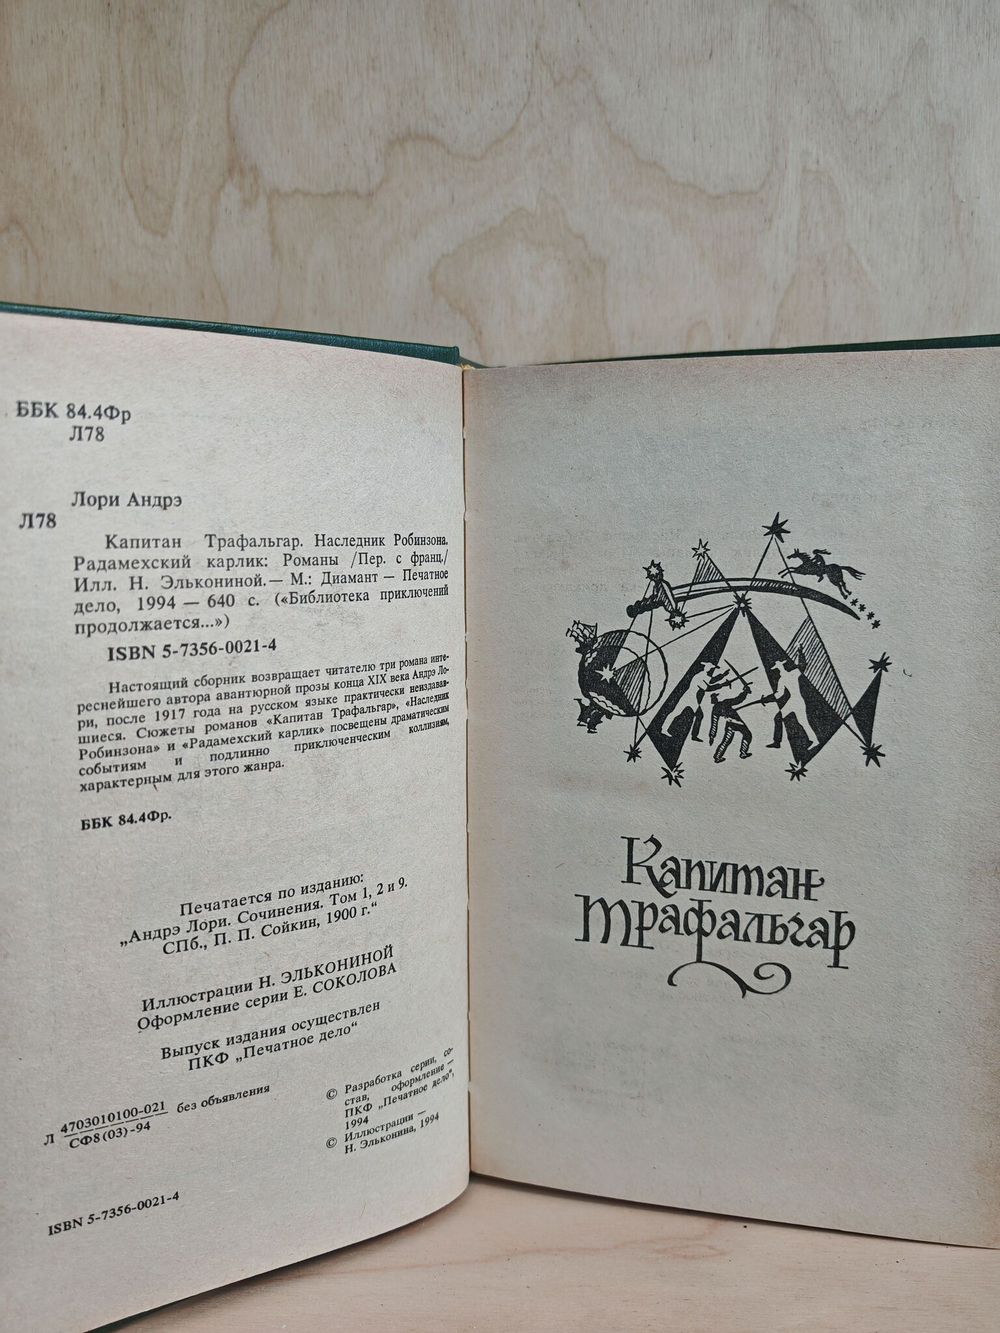 ББК 84.4Фр
Л78
Лори Андрэ
Л78
Капитан Трафальгар. Наследник Робинзона.
Радамехский карлик: Романы /Пер. с франц./
Илл. Н. Элькониной.— М.: Диамант — Печатное
дело, 1994 — 640 с. («Библиотека приключений
продолжается...»)
ISBN 5-7356-0021-4
Настоящий сборник возвращает читателю три романа инте-
реснейшего автора авантюрной прозы конца XIX века Андрэ Ло-
ри, после 1917 года на русском языке практически неиздавав-
шиеся. Сюжеты романов «Капитан Трафальгар», «Наследник
Робинзона» и «Радамехский карлик» посвещены драматическим
событиям и подлинно приключенческим коллизиям,
характерным для этого жанра.
ББК 84.4Фр.
Печатается по изданию:
„Андрэ Лори. Сочинения. Том 1, 2 и 9.
СПб., П. П. Сойкин, 1900 г.“
Иллюстрации Н. ЭЛЬКОНИНОЙ
Оформление серии Е. СОКОЛОВА
Выпуск издания осуществлен
ПКФ „Печатное дело“
Л 4703010100-021 без объявления
СФ8(03)-94
© Разработка серии, со-
став, оформление —
ПКФ „Печатное дело“,
1994
© Иллюстрации —
Н. Эльконина, 1994
ISBN 5-7356-0021-4
Капитан
Трафальгар